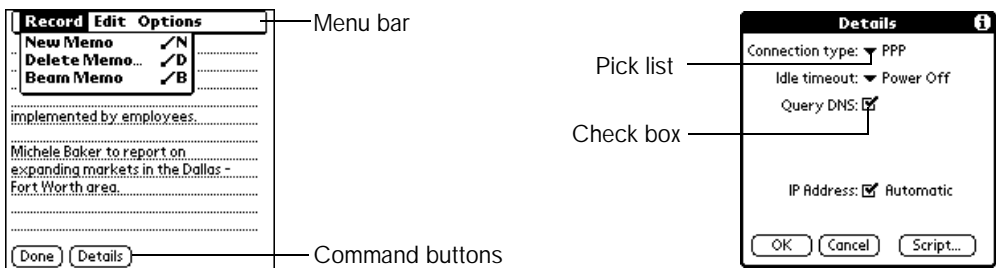 Record Edit Options
Menu bar
New Memo /N
Delete Memo... /D
Beam Memo /B
implemented by employees.
Michele Baker to report on
expanding markets in the Dallas -
Fort Worth area.
Done Details
Command buttons
Details i
Pick list
Connection type: PPP
Idle timeout: Power Off
Check box
Query DNS:
IP Address: Automatic
OK Cancel Script...